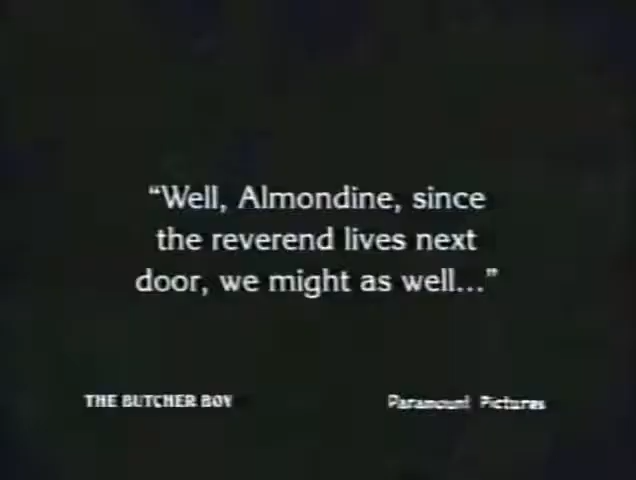 “Well, Almondine, since
the reverend lives next
door, we might as well...”
THE BUTCHER BOY Paramount Pictures